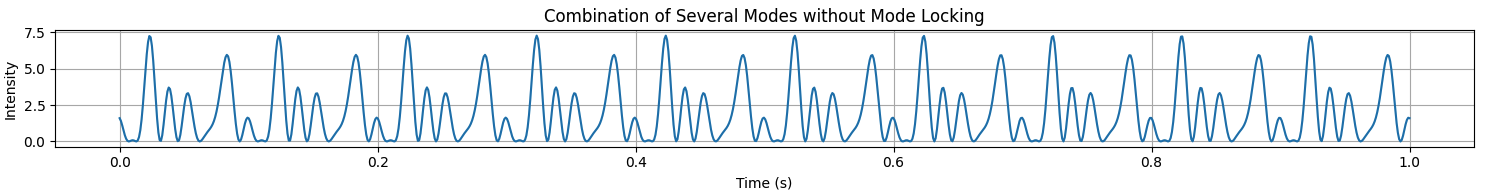 Combination of Several Modes without Mode Locking
Intensity
7.5
5.0
2.5
0.0
0.0 0.2 0.4 0.6 0.8 1.0
Time (s)